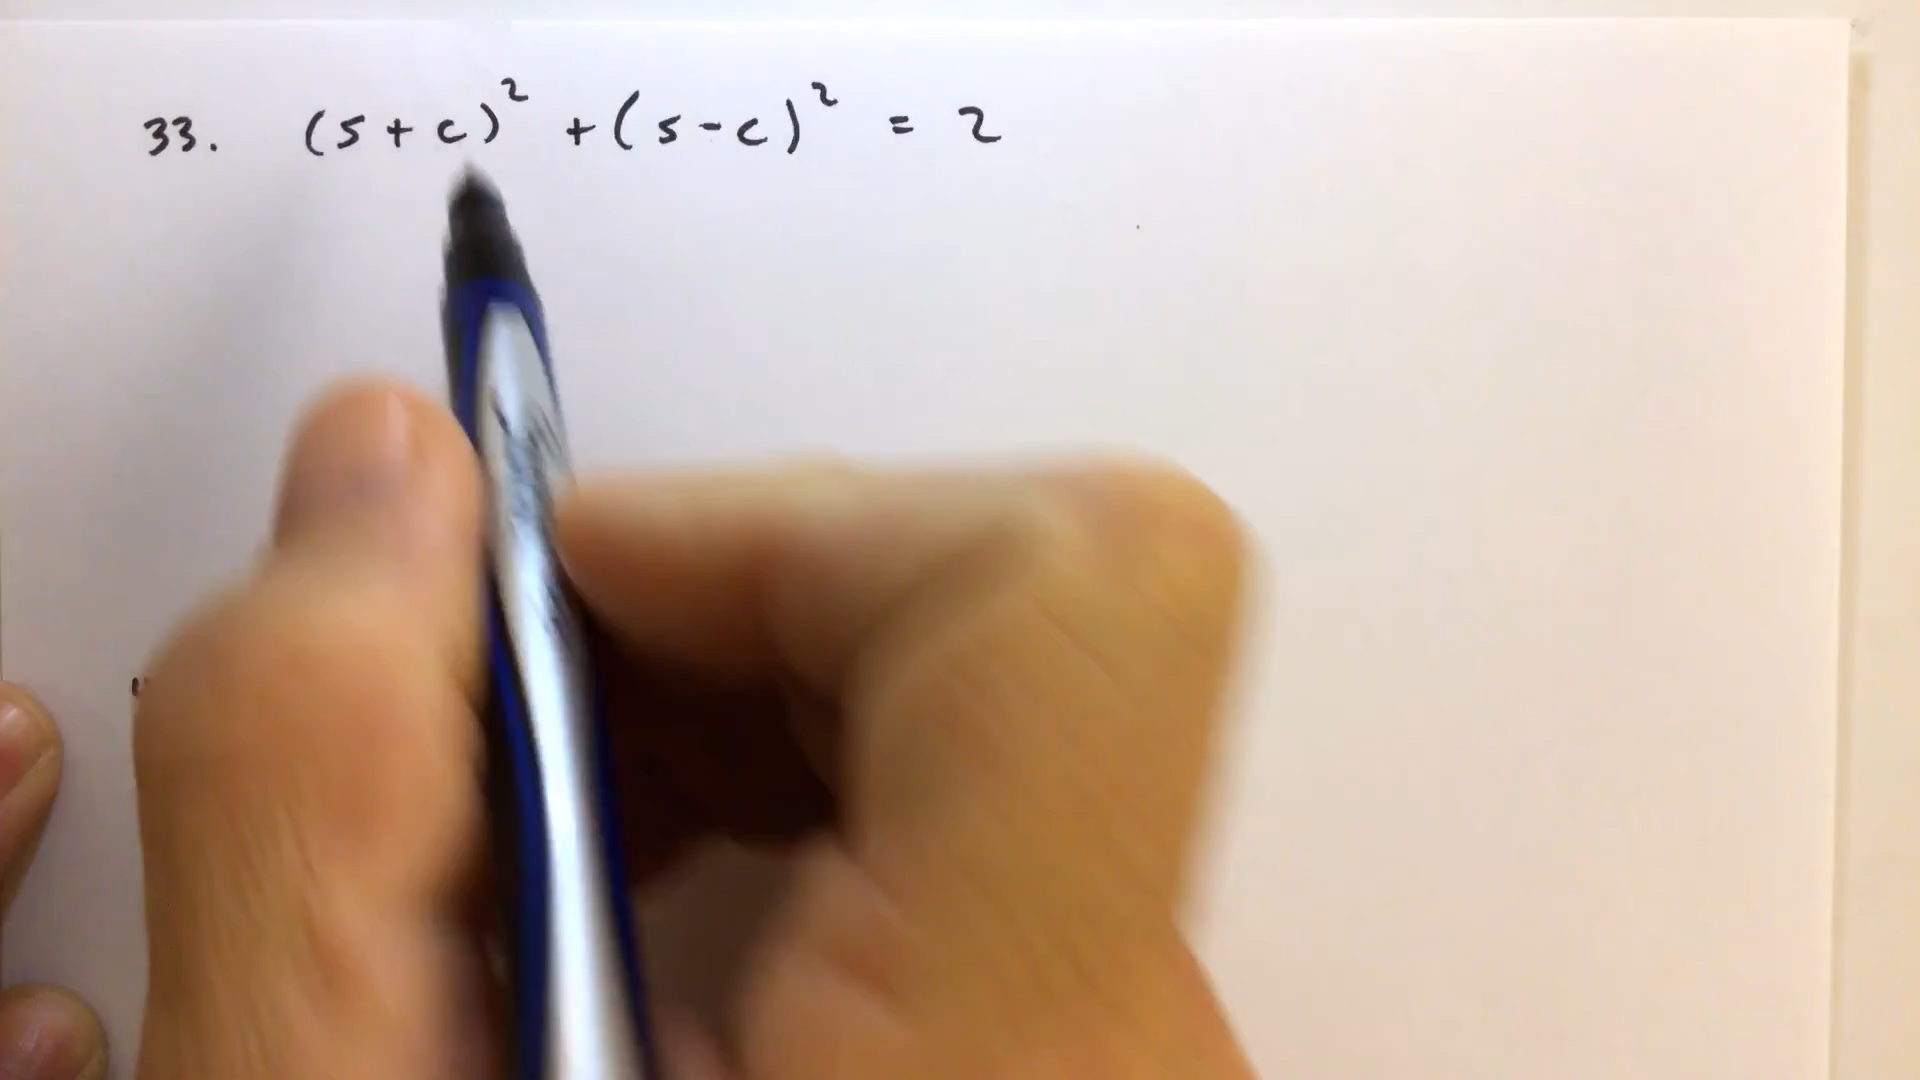 33. (s + c)² + (s - c)² = 2